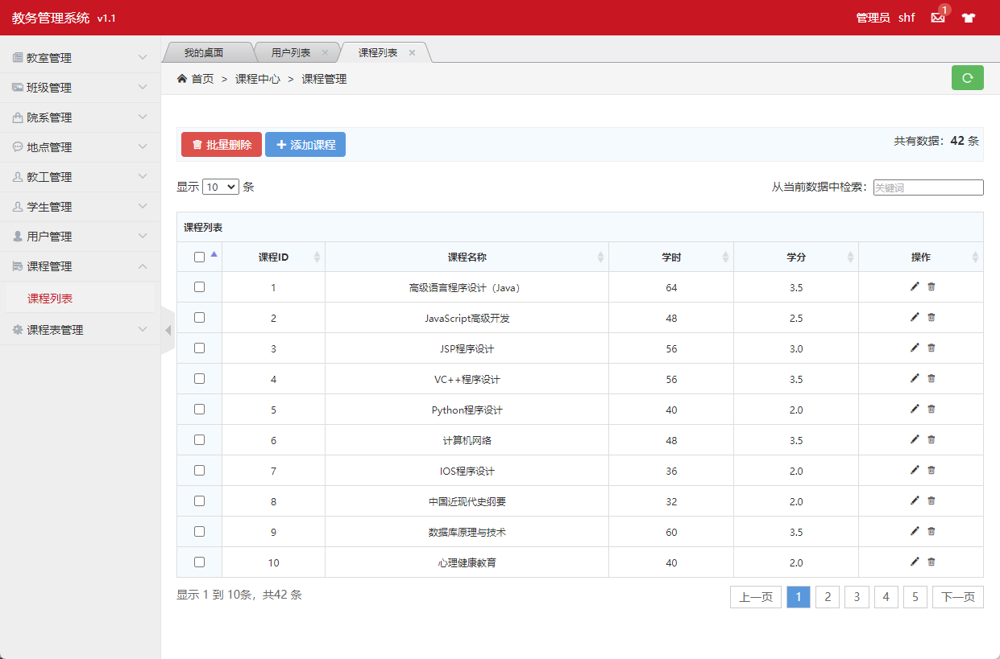 教务管理系统 v1.1
管理员 shf 1
教室管理
班级管理
院系管理
地点管理
教工管理
学生管理
用户管理
课程管理
课程列表
课程表管理
我的桌面 用户列表 × 课程列表 ×
首页 > 课程中心 > 课程管理
批量删除 添加课程 共有数据：42 条
显示 10 条 从当前数据中检索： 关键词
课程列表
课程ID 课程名称 学时 学分 操作
1 高级语言程序设计（Java） 64 3.5
2 JavaScript高级开发 48 2.5
3 JSP程序设计 56 3.0
4 VC++程序设计 56 3.5
5 Python程序设计 40 2.0
6 计算机网络 48 3.5
7 IOS程序设计 36 2.0
8 中国近现代史纲要 32 2.0
9 数据库原理与技术 60 3.5
10 心理健康教育 40 2.0
显示 1 到 10条，共42 条
上一页 1 2 3 4 5 下一页